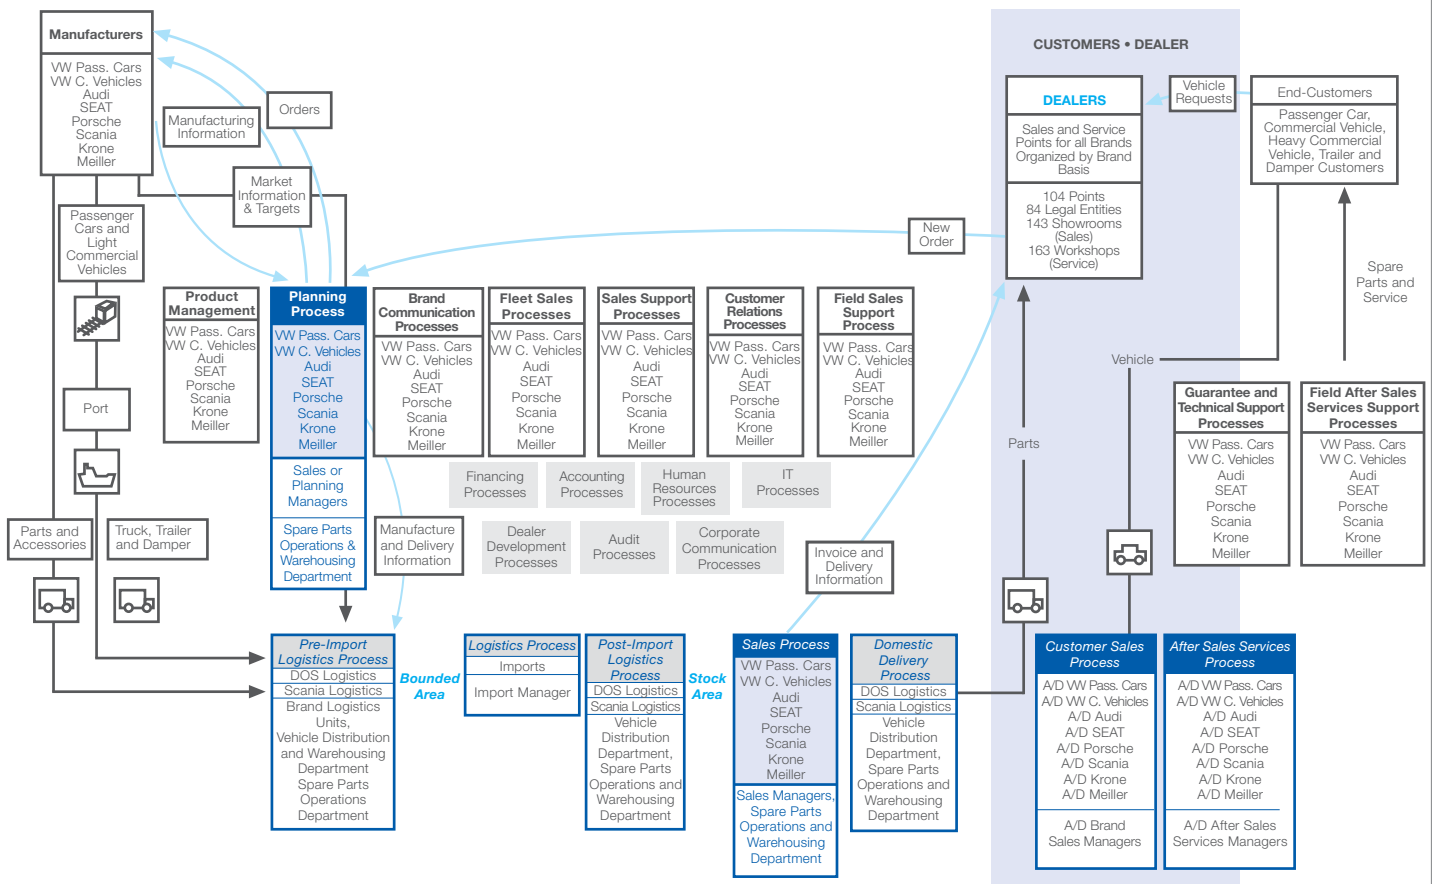 Manufacturers
VW Pass. Cars
VW C. Vehicles
Audi
SEAT
Porsche
Scania
Krone
Meiller
Manufacturing
Information
Orders
Market
Information
& Targets
Passenger
Cars and
Light
Commercial
Vehicles
Port
Parts and
Accessories
Truck, Trailer
and Damper
CUSTOMERS • DEALER
DEALERS
Sales and Service
Points for all Brands
Organized by Brand
Basis
104 Points
84 Legal Entities
143 Showrooms
(Sales)
163 Workshops
(Service)
Vehicle
Requests
End-Customers
Passenger Car,
Commercial Vehicle,
Heavy Commercial
Vehicle, Trailer and
Damper Customers
New
Order
Spare
Parts and
Service
Vehicle
Parts
Product
Management
VW Pass. Cars
VW C. Vehicles
Audi
SEAT
Porsche
Scania
Krone
Meiller
Planning
Process
VW Pass. Cars
VW C. Vehicles
Audi
SEAT
Porsche
Scania
Krone
Meiller
Sales or
Planning
Managers
Spare Parts
Operations &
Warehousing
Department
Brand
Communication
Processes
VW Pass. Cars
VW C. Vehicles
Audi
SEAT
Porsche
Scania
Krone
Meiller
Fleet Sales
Processes
VW Pass. Cars
VW C. Vehicles
Audi
SEAT
Porsche
Scania
Krone
Meiller
Sales Support
Processes
VW Pass. Cars
VW C. Vehicles
Audi
SEAT
Porsche
Scania
Krone
Meiller
Customer
Relations
Processes
VW Pass. Cars
VW C. Vehicles
Audi
SEAT
Porsche
Scania
Krone
Meiller
Field Sales
Support
Process
VW Pass. Cars
VW C. Vehicles
Audi
SEAT
Porsche
Scania
Krone
Meiller
Guarantee and
Technical Support
Processes
VW Pass. Cars
VW C. Vehicles
Audi
SEAT
Porsche
Scania
Krone
Meiller
Field After Sales
Services Support
Processes
VW Pass. Cars
VW C. Vehicles
Audi
SEAT
Porsche
Scania
Krone
Meiller
Financing
Processes
Accounting
Processes
Human
Resources
Processes
IT
Processes
Dealer
Development
Processes
Audit
Processes
Corporate
Communication
Processes
Manufacture
and Delivery
Information
Invoice and
Delivery
Information
Pre-Import
Logistics Process
DOS Logistics
Scania Logistics
Brand Logistics
Units,
Vehicle Distribution
and Warehousing
Department
Spare Parts
Operations
Department
Bounded
Area
Logistics Process
Imports
Import Manager
Post-Import
Logistics
Process
DOS Logistics
Scania Logistics
Vehicle
Distribution
Department,
Spare Parts
Operations and
Warehousing
Department
Stock
Area
Sales Process
VW Pass. Cars
VW C. Vehicles
Audi
SEAT
Porsche
Scania
Krone
Meiller
Sales Managers,
Spare Parts
Operations and
Warehousing
Department
Domestic
Delivery
Process
DOS Logistics
Scania Logistics
Vehicle
Distribution
Department,
Spare Parts
Operations and
Warehousing
Department
Customer Sales
Process
A/D VW Pass. Cars
A/D VW C. Vehicles
A/D Audi
A/D SEAT
A/D Porsche
A/D Scania
A/D Krone
A/D Meiller
A/D Brand
Sales Managers
After Sales Services
Process
A/D VW Pass. Cars
A/D VW C. Vehicles
A/D Audi
A/D SEAT
A/D Porsche
A/D Scania
A/D Krone
A/D Meiller
A/D After Sales
Services Managers